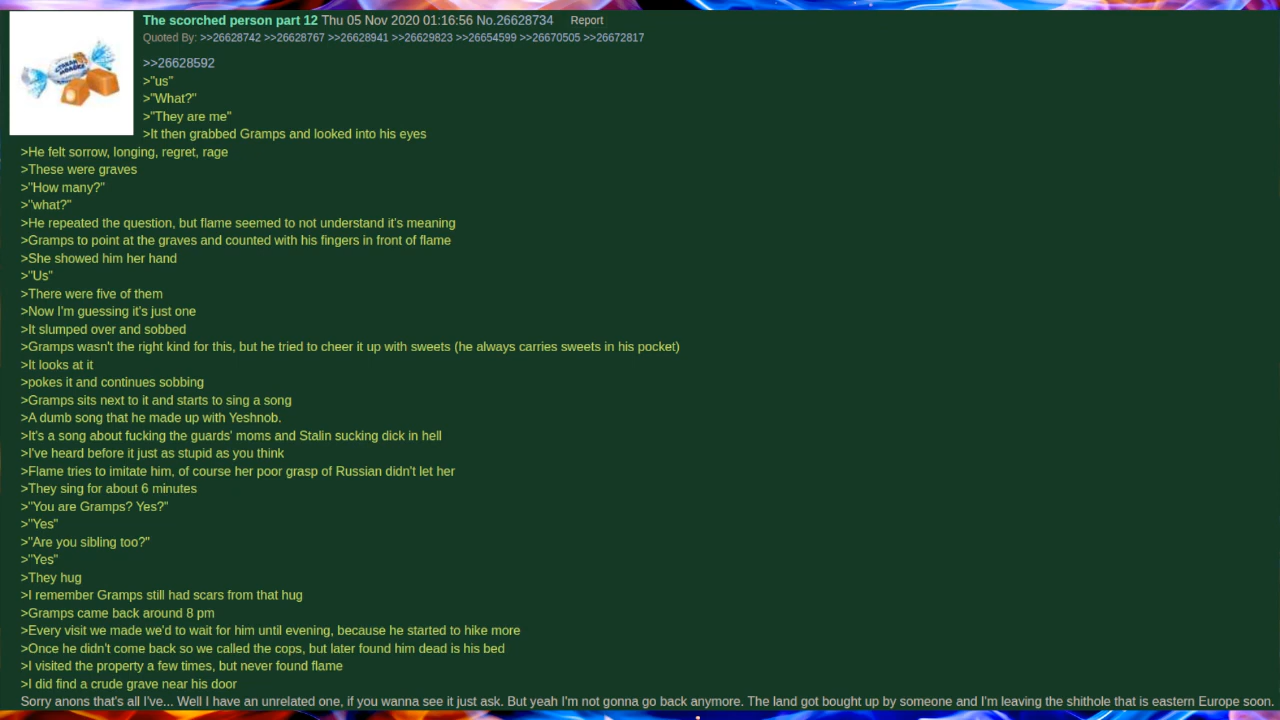 The scorched person part 12 Thu 05 Nov 2020 01:16:56 No.26628734 Report
Quoted By: >>26628742 >>26628767 >>26628941 >>26629823 >>26654599 >>26670505 >>26672817
>>26628592
>"us"
>"What?"
>"They are me"
>It then grabbed Gramps and looked into his eyes
>He felt sorrow, longing, regret, rage
>These were graves
>"How many?"
>"what?"
>He repeated the question, but flame seemed to not understand it's meaning
>Gramps to point at the graves and counted with his fingers in front of flame
>She showed him her hand
>"Us"
>There were five of them
>Now I'm guessing it's just one
>It slumped over and sobbed
>Gramps wasn't the right kind for this, but he tried to cheer it up with sweets (he always carries sweets in his pocket)
>It looks at it
>pokes it and continues sobbing
>Gramps sits next to it and starts to sing a song
>A dumb song that he made up with Yeshnob.
>It's a song about fucking the guards' moms and Stalin sucking dick in hell
>I've heard before it just as stupid as you think
>Flame tries to imitate him, of course her poor grasp of Russian didn't let her
>They sing for about 6 minutes
>"You are Gramps? Yes?"
>"Yes"
>"Are you sibling too?"
>"Yes"
>They hug
>I remember Gramps still had scars from that hug
>Gramps came back around 8 pm
>Every visit we made we'd to wait for him until evening, because he started to hike more
>Once he didn't come back so we called the cops, but later found him dead is his bed
>I visited the property a few times, but never found flame
>I did find a crude grave near his door
Sorry anons that's all I've... Well I have an unrelated one, if you wanna see it just ask. But yeah I'm not gonna go back anymore. The land got bought up by someone and I'm leaving the shithole that is eastern Europe soon.